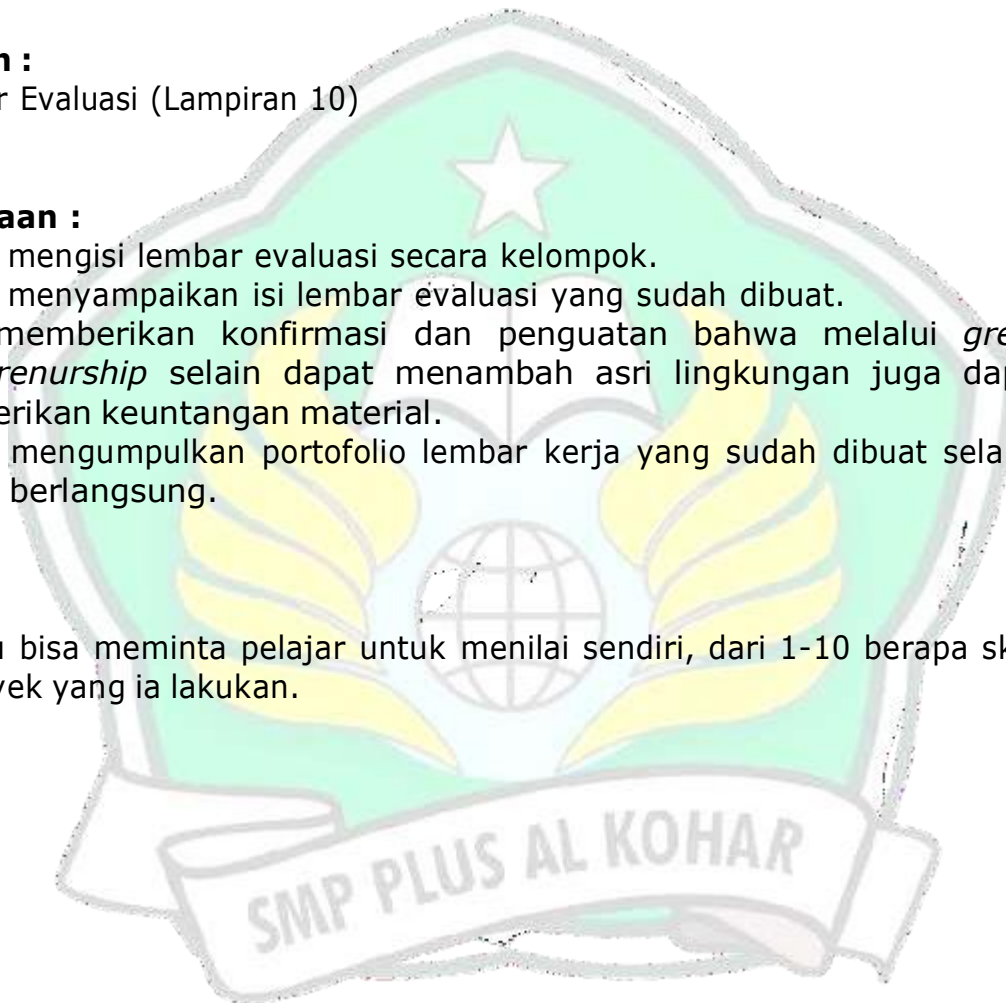 n :
r Evaluasi (Lampiran 10)
aan :
mengisi lembar evaluasi secara kelompok.
menyampaikan isi lembar evaluasi yang sudah dibuat.
memberikan konfirmasi dan penguatan bahwa melalui gre
renurship selain dapat menambah asri lingkungan juga dap
erikan keuntangan material.
mengumpulkan portofolio lembar kerja yang sudah dibuat sela
berlangsung.
u bisa meminta pelajar untuk menilai sendiri, dari 1-10 berapa sk
yek yang ia lakukan.
SMP PLUS AL KOHAR